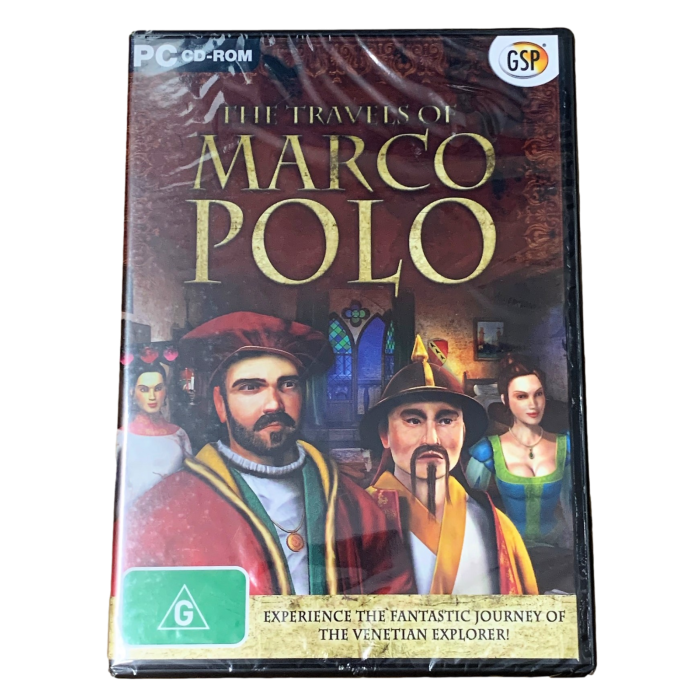 PC CD-ROM
GSP
THE TRAVELS OF
MARCO
POLO
G
EXPERIENCE THE FANTASTIC JOURNEY OF
THE VENETIAN EXPLORER!